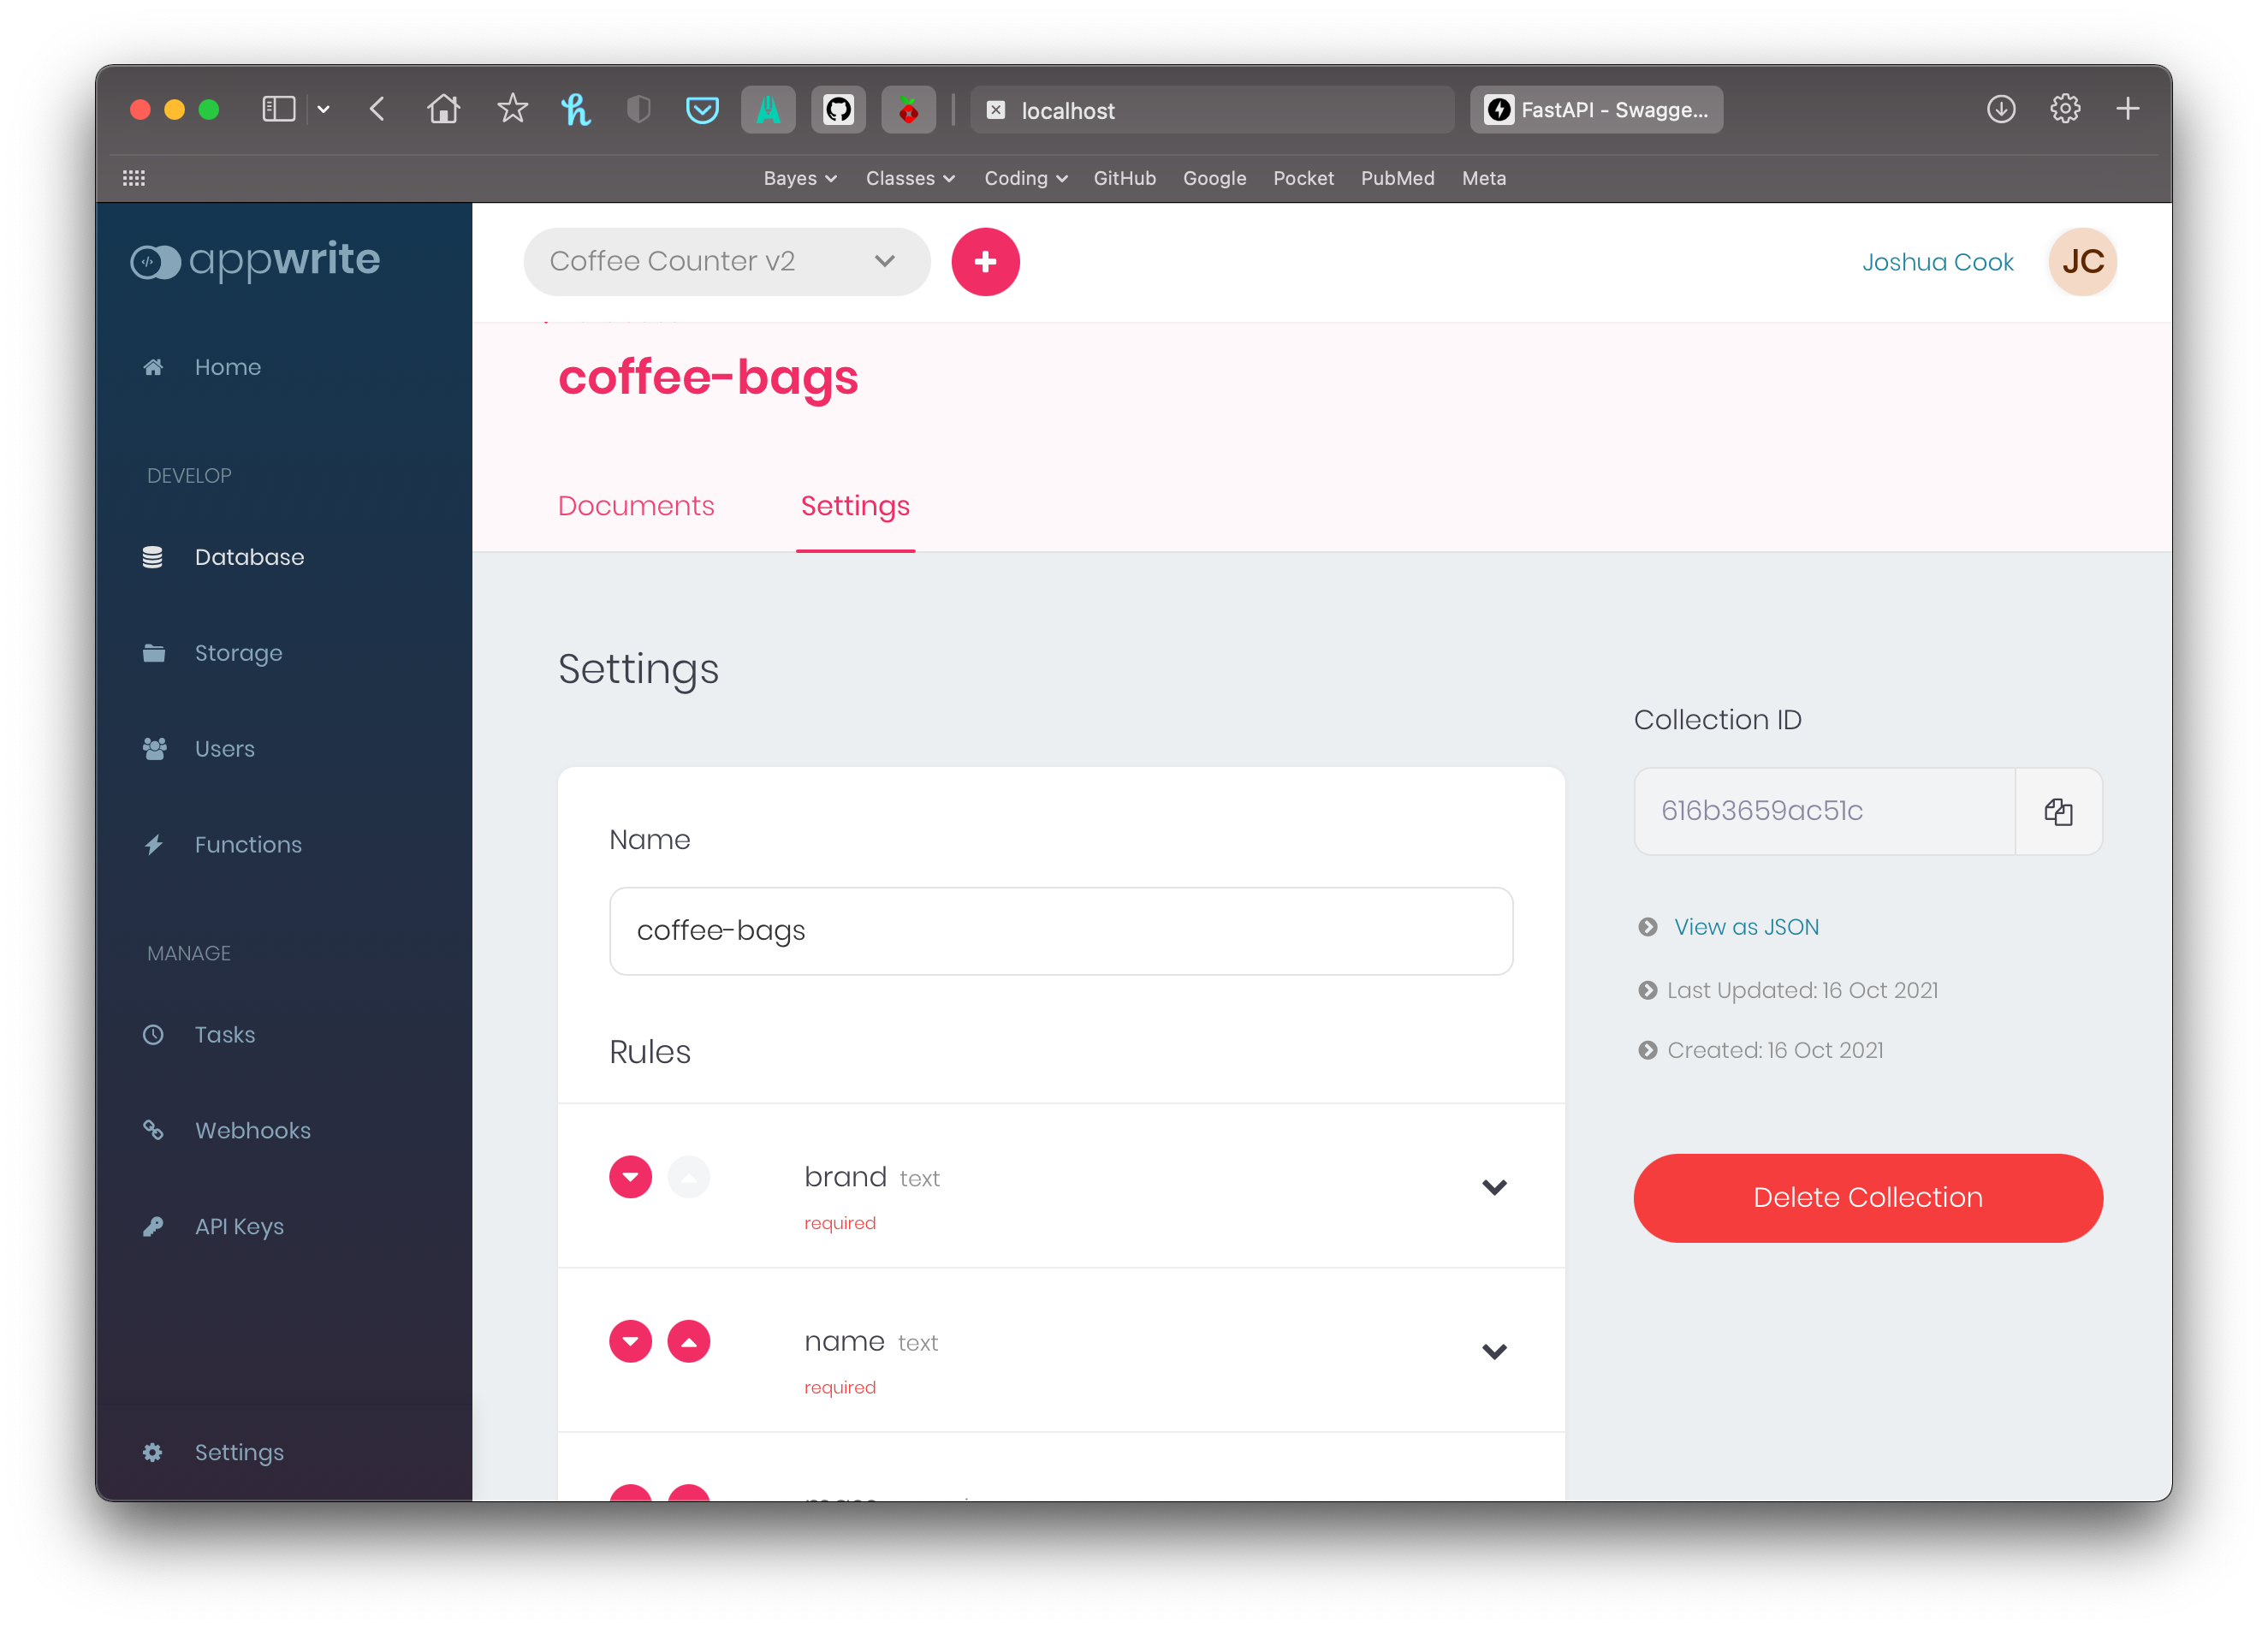 localhost
FastAPI - Swagge...
Bayes
Classes
Coding
GitHub
Google
Pocket
PubMed
Meta
appwrite
Coffee Counter v2
Joshua Cook
JC
Home
DEVELOP
Database
Storage
Users
Functions
MANAGE
Tasks
Webhooks
API Keys
Settings
coffee-bags
Documents
Settings
Settings
Name
coffee-bags
Rules
brand text
required
name text
required
Collection ID
616b3659ac51c
View as JSON
Last Updated: 16 Oct 2021
Created: 16 Oct 2021
Delete Collection